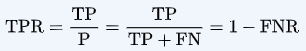 TPR = TP/P = TP/(TP + FN) = 1 − FNR